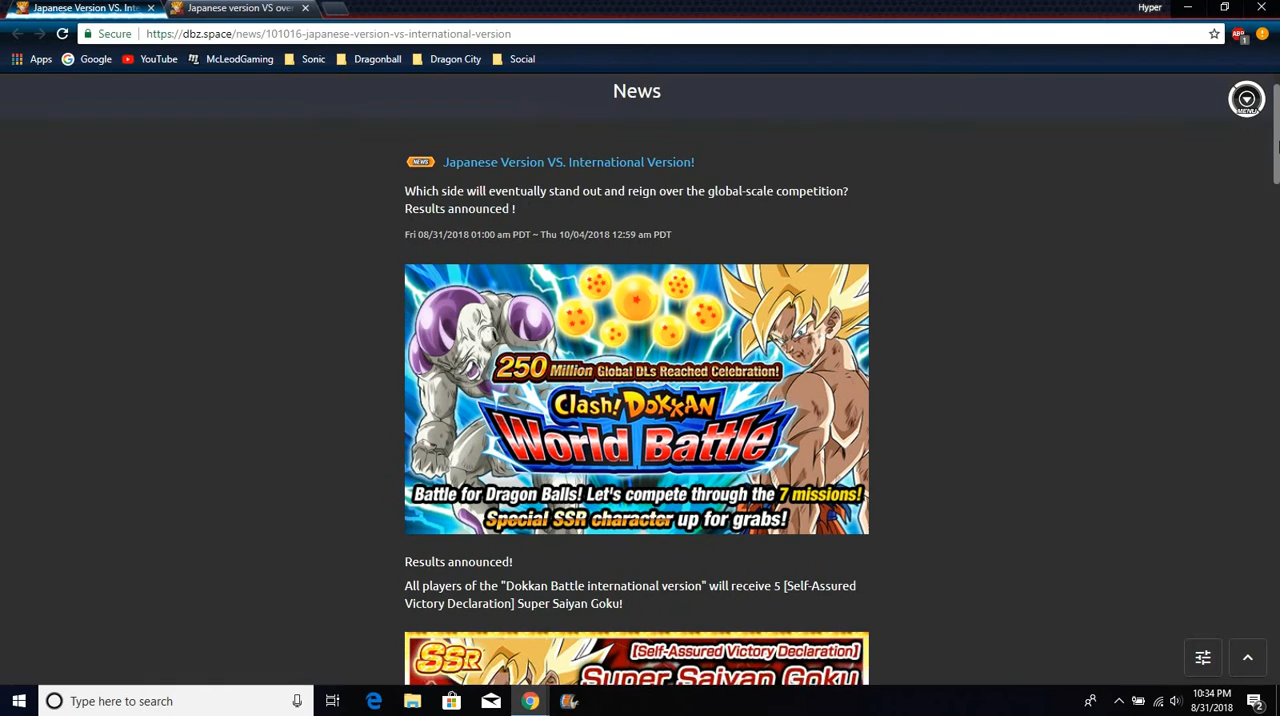 Japanese Version VS. Inte
Japanese version VS over
Hyper
Secure
https://dbz.space/news/101016-japanese-version-vs-international-version
ABP
1
Apps
Google
YouTube
McLeodGaming
Sonic
Dragonball
Dragon City
Social
News
MENU
NEWS
Japanese Version VS. International Version!
Which side will eventually stand out and reign over the global-scale competition?
Results announced !
Fri 08/31/2018 01:00 am PDT ~ Thu 10/04/2018 12:59 am PDT
250 Million Global DLs Reached Celebration!
Clash! Dokkan
World Battle
Battle for Dragon Balls! Let's compete through the 7 missions!
Special SSR character up for grabs!
Results announced!
All players of the "Dokkan Battle international version" will receive 5 [Self-Assured
Victory Declaration] Super Saiyan Goku!
SSR
[Self-Assured Victory Declaration]
Super Saiyan Goku
Type here to search
10:34 PM
8/31/2018
2